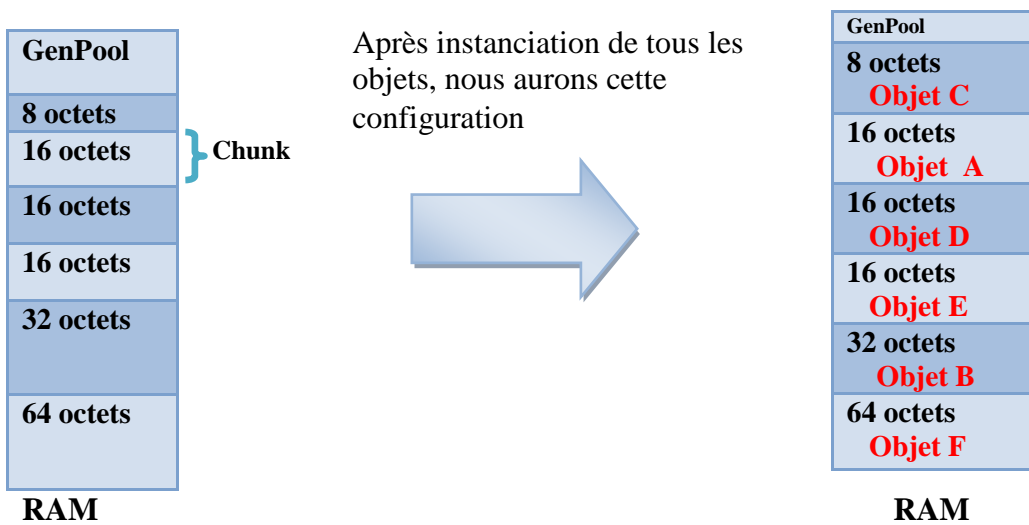 GenPool
8 octets
16 octets
16 octets
16 octets
32 octets
64 octets
RAM
Chunk
Après instanciation de tous les
objets, nous aurons cette
configuration
GenPool
8 octets
Objet C
16 octets
Objet A
16 octets
Objet D
16 octets
Objet E
32 octets
Objet B
64 octets
Objet F
RAM